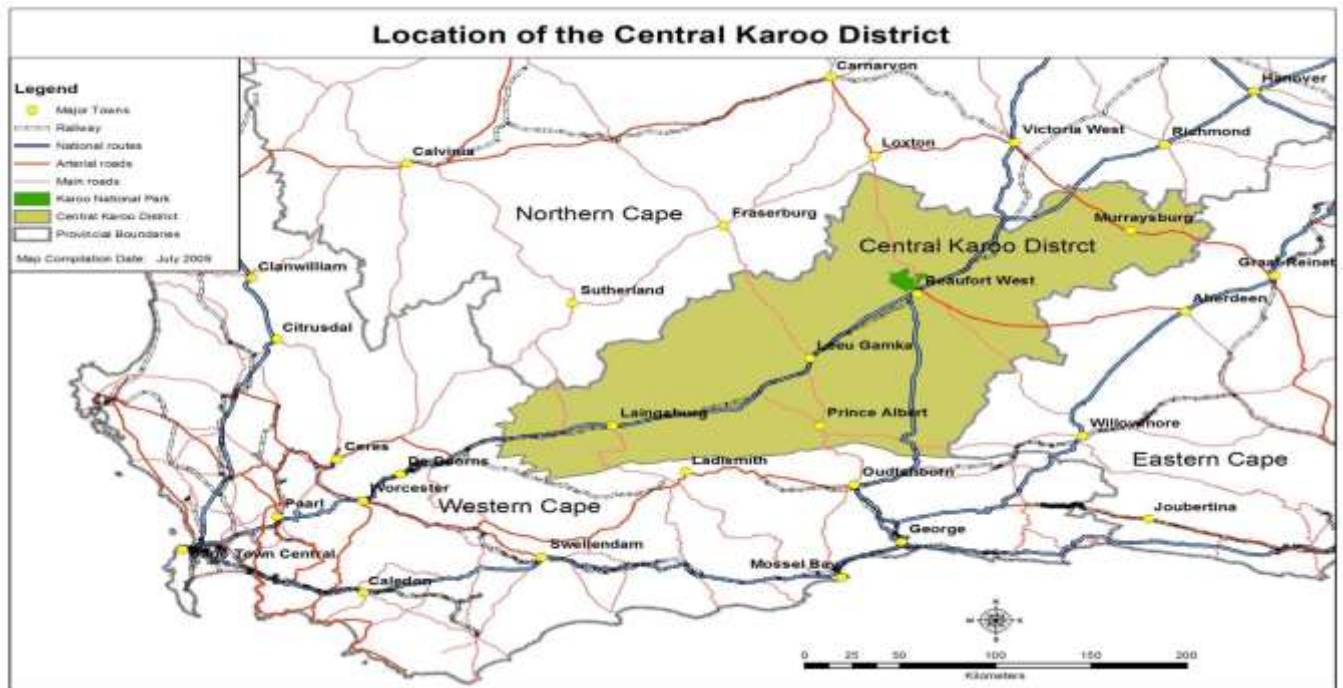 Location of the Central Karoo District
Legend
Major Towns
Railway
National routes
Arterial roads
Main roads
Karoo National Park
Central Karoo District
Provincial Boundaries
Map Compilation Date: July 2009
Carnarvon
Hanover
Victoria West
Richmond
Loxton
Calvinia
Northern Cape
Fraserburg
Murraysburg
Central Karoo Distrct
Graaf-Reinet
Clanwilliam
Beaufort West
Sutherland
Aberdeen
Citrusdal
Leeu Gamka
Laingsburg
Prince Albert
Willowmore
Ceres
Eastern Cape
De Doorns
Ladismith
Oudtshoorn
Worcester
Western Cape
Paarl
Joubertina
George
Town Central
Swellendam
Mossel Bay
Caledon
N
W E
S
0 25 50 100 150 200
Kilometers